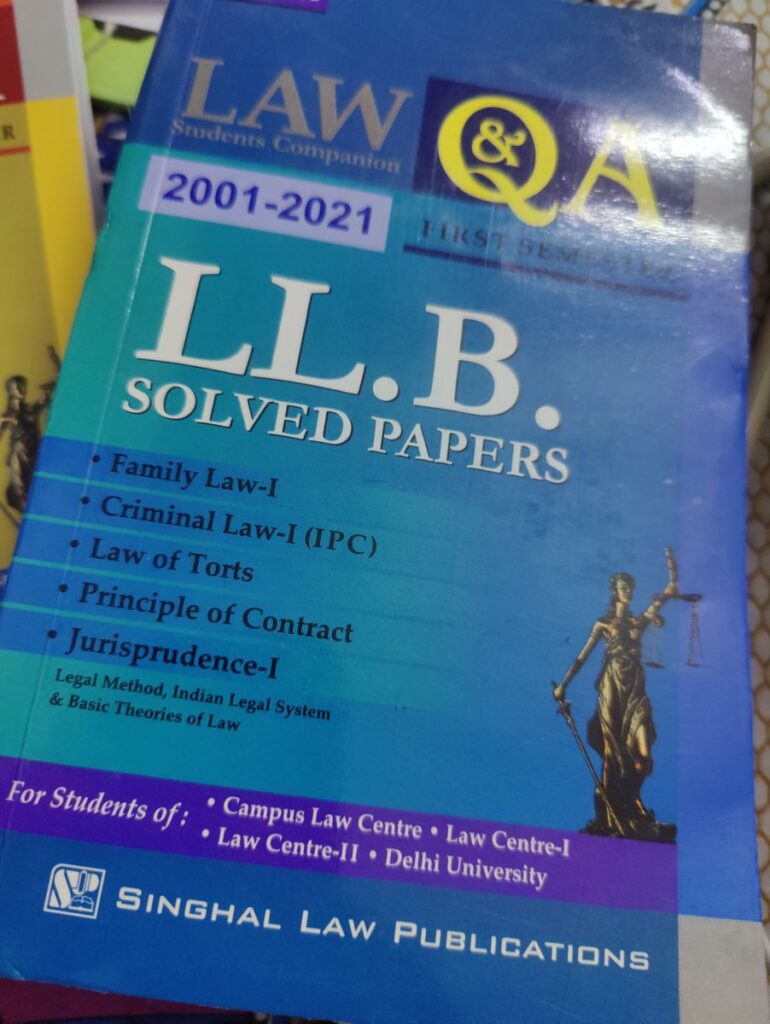 LAW
Students Companion
Q&A
2001-2021
FIRST SEMESTER
LL.B.
SOLVED PAPERS
• Family Law-I
• Criminal Law-I (IPC)
• Law of Torts
• Principle of Contract
• Jurisprudence-I
Legal Method, Indian Legal System
& Basic Theories of Law
For Students of : • Campus Law Centre • Law Centre-I
• Law Centre-II • Delhi University
SINGHAL LAW PUBLICATIONS